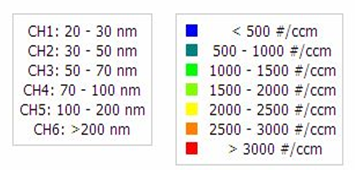 CH1: 20 - 30 nm
CH2: 30 - 50 nm
CH3: 50 - 70 nm
CH4: 70 - 100 nm
CH5: 100 - 200 nm
CH6: >200 nm
< 500 #/ccm
500 - 1000 #/ccm
1000 - 1500 #/ccm
1500 - 2000 #/ccm
2000 - 2500 #/ccm
2500 - 3000 #/ccm
> 3000 #/ccm